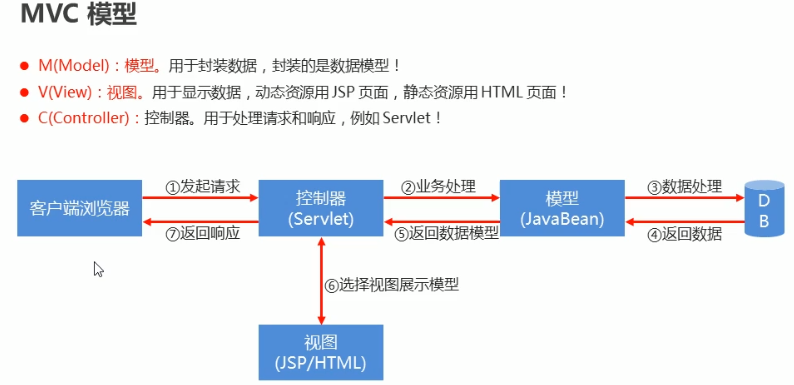 MVC 模型
M(Model)：模型。用于封装数据，封装的是数据模型！
V(View)：视图。用于显示数据，动态资源用 JSP 页面，静态资源用 HTML 页面！
C(Controller)：控制器。用于处理请求和响应，例如 Servlet！
客户端浏览器
①发起请求
⑦返回响应
控制器
(Servlet)
②业务处理
⑤返回数据模型
模型
(JavaBean)
③数据处理
④返回数据
D
B
⑥选择视图展示模型
视图
(JSP/HTML)